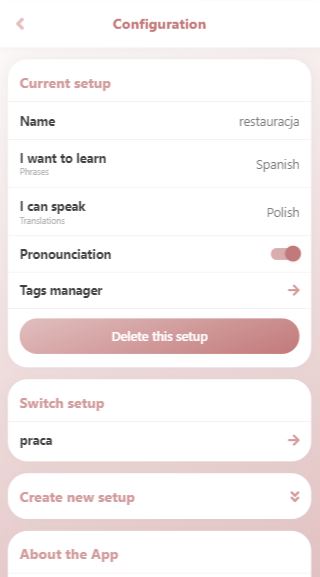 Configuration
Current setup
Name
restauracja
I want to learn
Phrases
Spanish
I can speak
Translations
Polish
Pronounciation
Tags manager
Delete this setup
Switch setup
praca
Create new setup
About the App